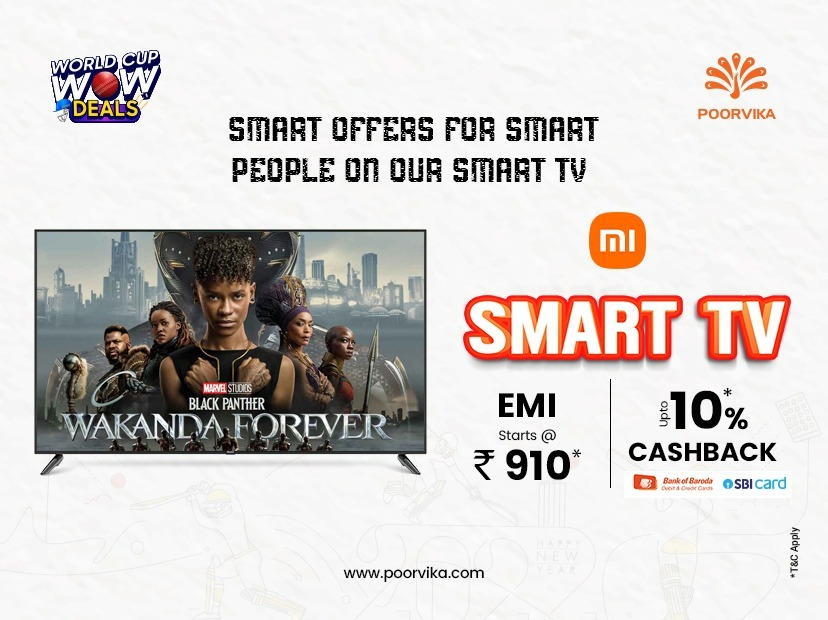 WORLD CUP
WOW
DEALS
POORVIKA
SMART OFFERS FOR SMART
PEOPLE ON OUR SMART TV
mi
SMART TV
MARVEL STUDIOS
BLACK PANTHER
WAKANDA FOREVER
EMI
Starts @
₹ 910*
Upto 10*%
CASHBACK
Bank of Baroda
Debit & Credit Cards
SBI card
HAPPY
NEW
YEAR
www.poorvika.com
*T&C Apply